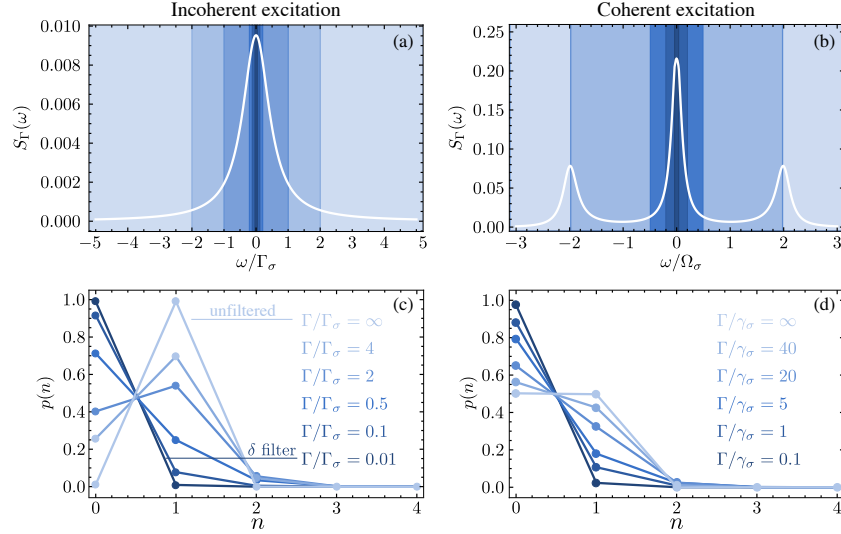 Incoherent excitation
Coherent excitation
(a)
S_Γ(ω)
0.010
0.008
0.006
0.004
0.002
0.000
−5 −4 −3 −2 −1 0 1 2 3 4 5
ω/Γ_σ
(b)
S_Γ(ω)
0.25
0.20
0.15
0.10
0.05
0.00
−3 −2 −1 0 1 2 3
ω/Ω_σ
(c)
p(n)
1.0
0.8
0.6
0.4
0.2
0.0
unfiltered
Γ/Γ_σ = ∞
Γ/Γ_σ = 4
Γ/Γ_σ = 2
Γ/Γ_σ = 0.5
Γ/Γ_σ = 0.1
δ filter
Γ/Γ_σ = 0.01
0 1 2 3 4
n
(d)
p(n)
1.0
0.8
0.6
0.4
0.2
0.0
Γ/γ_σ = ∞
Γ/γ_σ = 40
Γ/γ_σ = 20
Γ/γ_σ = 5
Γ/γ_σ = 1
Γ/γ_σ = 0.1
0 1 2 3 4
n